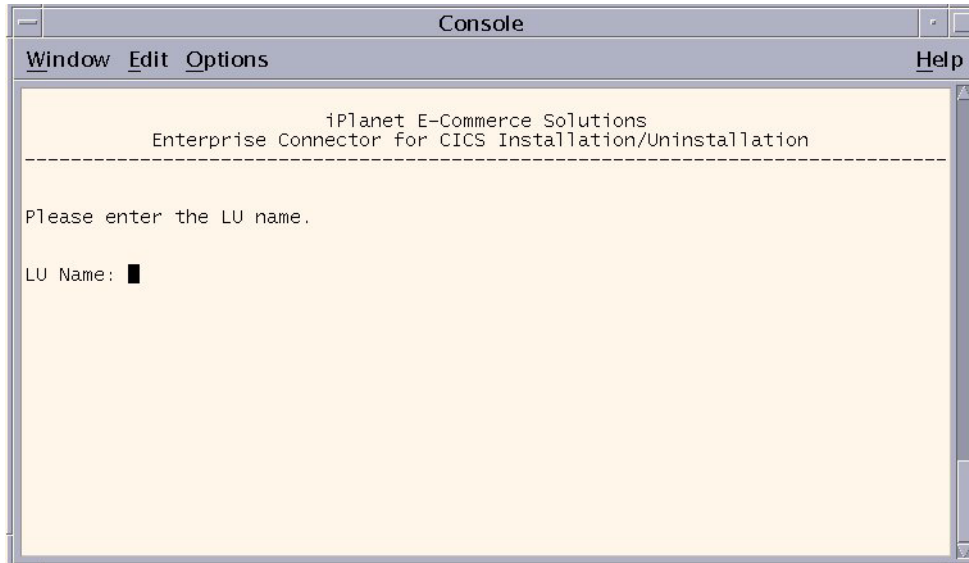 Console
Window Edit Options Help
iPlanet E-Commerce Solutions
Enterprise Connector for CICS Installation/Uninstallation
--------------------------------------------------------------------------------
Please enter the LU name.
LU Name: